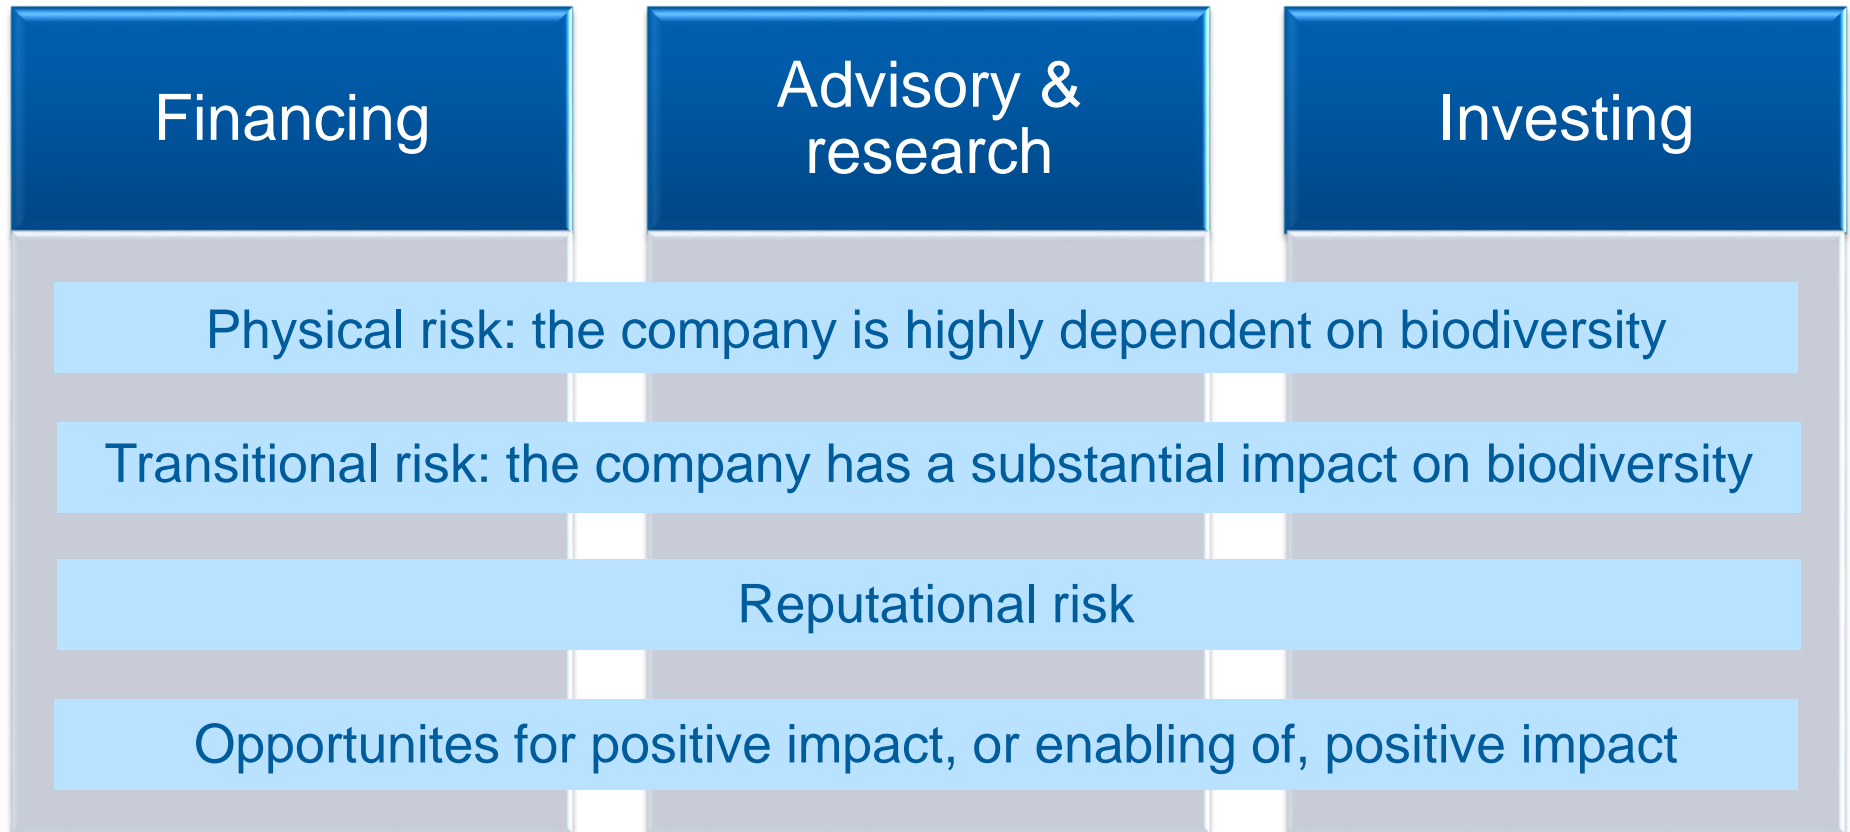 Financing
Advisory &
research
Investing
Physical risk: the company is highly dependent on biodiversity
Transitional risk: the company has a substantial impact on biodiversity
Reputational risk
Opportunites for positive impact, or enabling of, positive impact